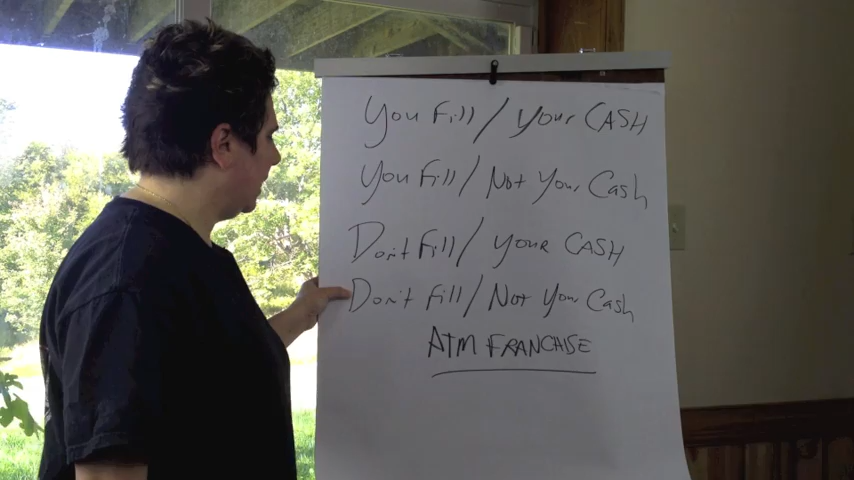 You Fill / Your CASH
You Fill / Not Your Cash
Don't Fill / YOUR CASH
Don't Fill / Not Your Cash
ATM FRANCHISE